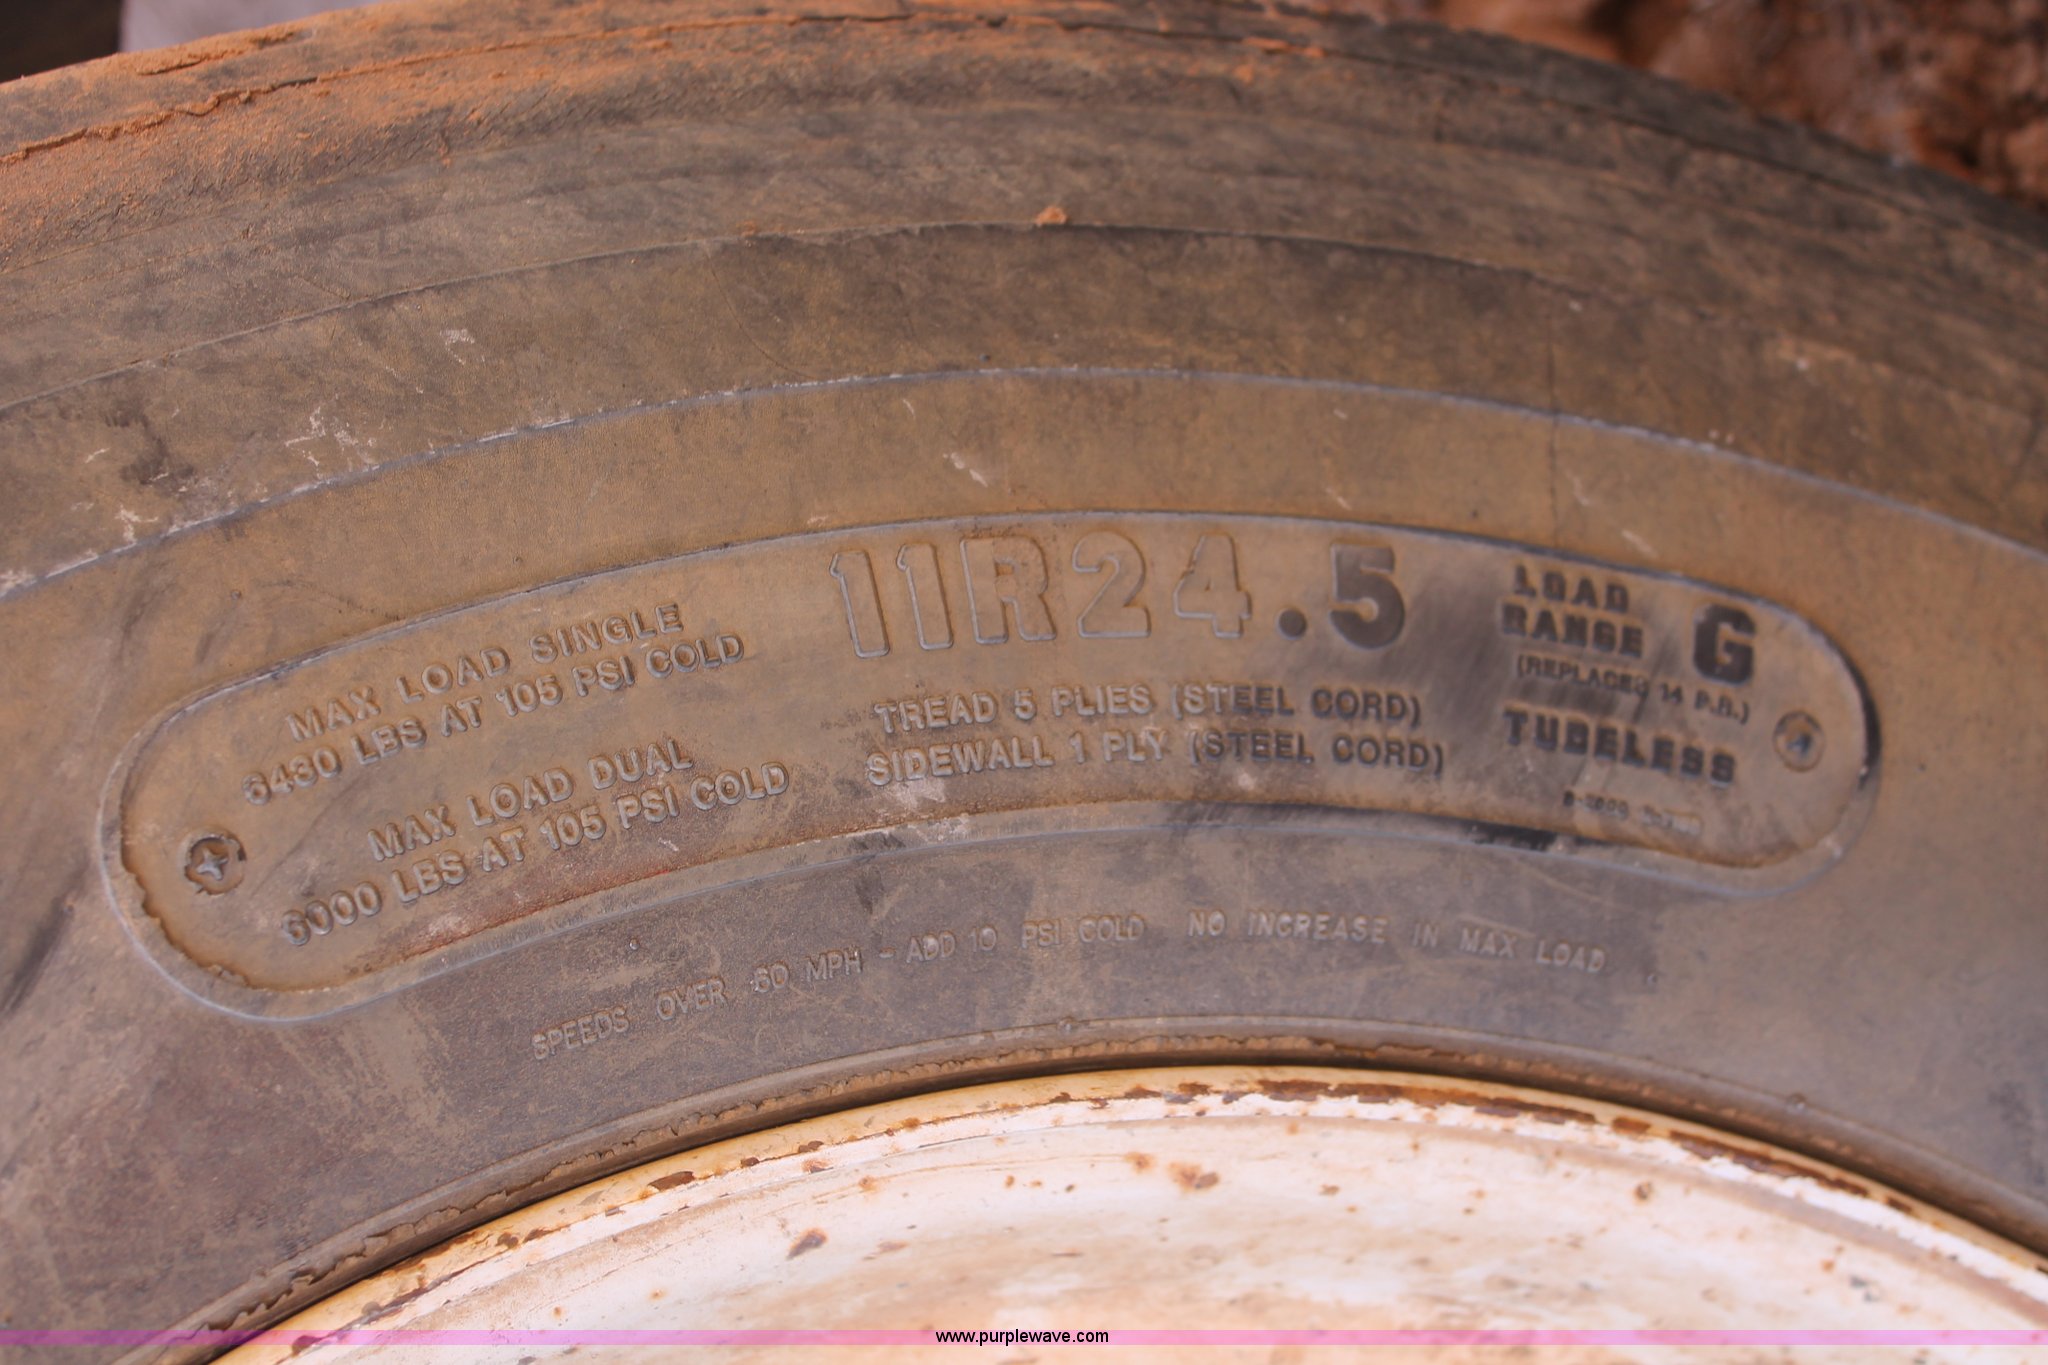 MAX LOAD SINGLE
6430 LBS AT 105 PSI COLD
MAX LOAD DUAL
6000 LBS AT 105 PSI COLD
11R24.5
TREAD 5 PLIES (STEEL CORD)
SIDEWALL 1 PLY (STEEL CORD)
LOAD
RANGE G
(REPLACES 14 P.R.)
TUBELESS
SPEEDS OVER 60 MPH - ADD 10 PSI COLD NO INCREASE IN MAX LOAD
www.purplewave.com